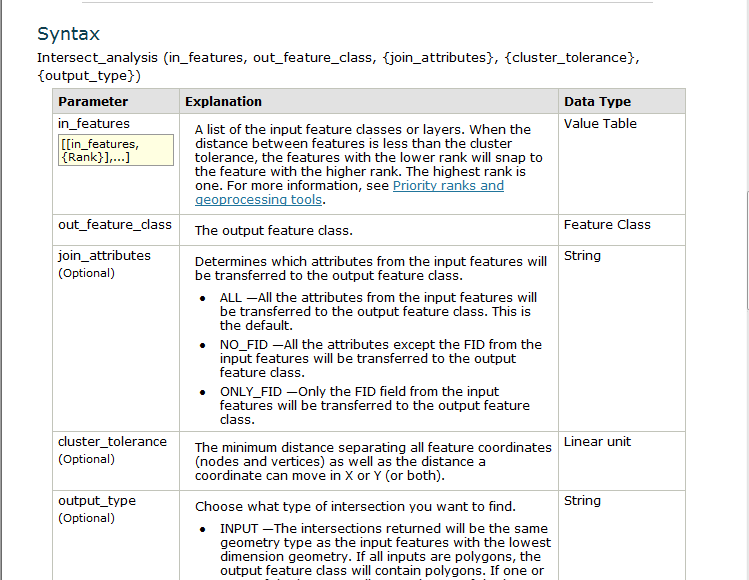 Syntax
Intersect_analysis (in_features, out_feature_class, {join_attributes}, {cluster_tolerance},
{output_type})
Parameter Explanation Data Type
in_features
[[in_features,
{Rank}],...]
A list of the input feature classes or layers. When the
distance between features is less than the cluster
tolerance, the features with the lower rank will snap to
the feature with the higher rank. The highest rank is
one. For more information, see Priority ranks and
geoprocessing tools.
Value Table
out_feature_class
The output feature class.
Feature Class
join_attributes
(Optional)
Determines which attributes from the input features will
be transferred to the output feature class.
• ALL —All the attributes from the input features will
be transferred to the output feature class. This is
the default.
• NO_FID —All the attributes except the FID from the
input features will be transferred to the output
feature class.
• ONLY_FID —Only the FID field from the input
features will be transferred to the output feature
class.
String
cluster_tolerance
(Optional)
The minimum distance separating all feature coordinates
(nodes and vertices) as well as the distance a
coordinate can move in X or Y (or both).
Linear unit
output_type
(Optional)
Choose what type of intersection you want to find.
• INPUT —The intersections returned will be the same
geometry type as the input features with the lowest
dimension geometry. If all inputs are polygons, the
output feature class will contain polygons. If one or
String